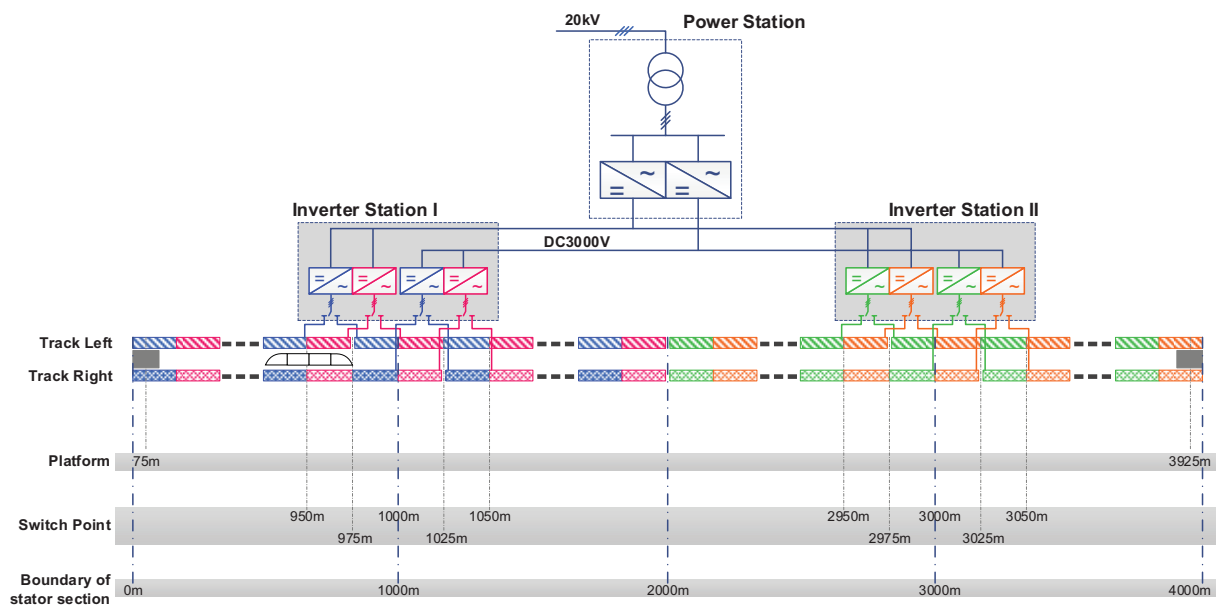 20kV
Power Station
~
~
=
=
Inverter Station I
Inverter Station II
DC3000V
= ~
= ~
= ~
= ~
= ~
= ~
= ~
= ~
Track Left
Track Right
Platform
75m
3925m
Switch Point
950m
1000m
1050m
2950m
3000m
3050m
975m
1025m
2975m
3025m
Boundary of
stator section
0m
1000m
2000m
3000m
4000m